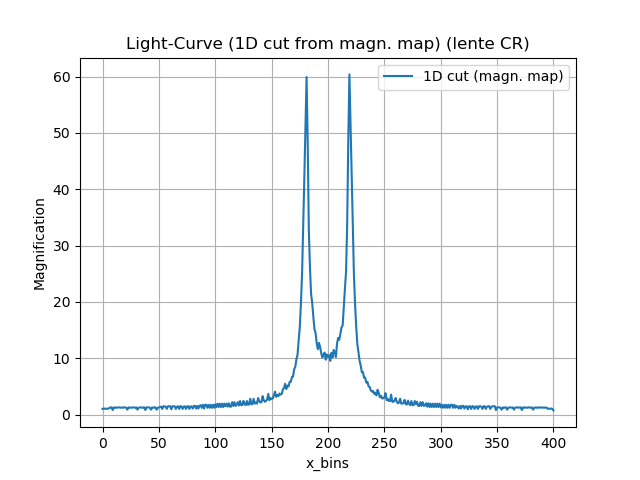 Light-Curve (1D cut from magn. map) (lente CR)
1D cut (magn. map)
60
50
40
30
20
10
0
Magnification
0 50 100 150 200 250 300 350 400
x_bins